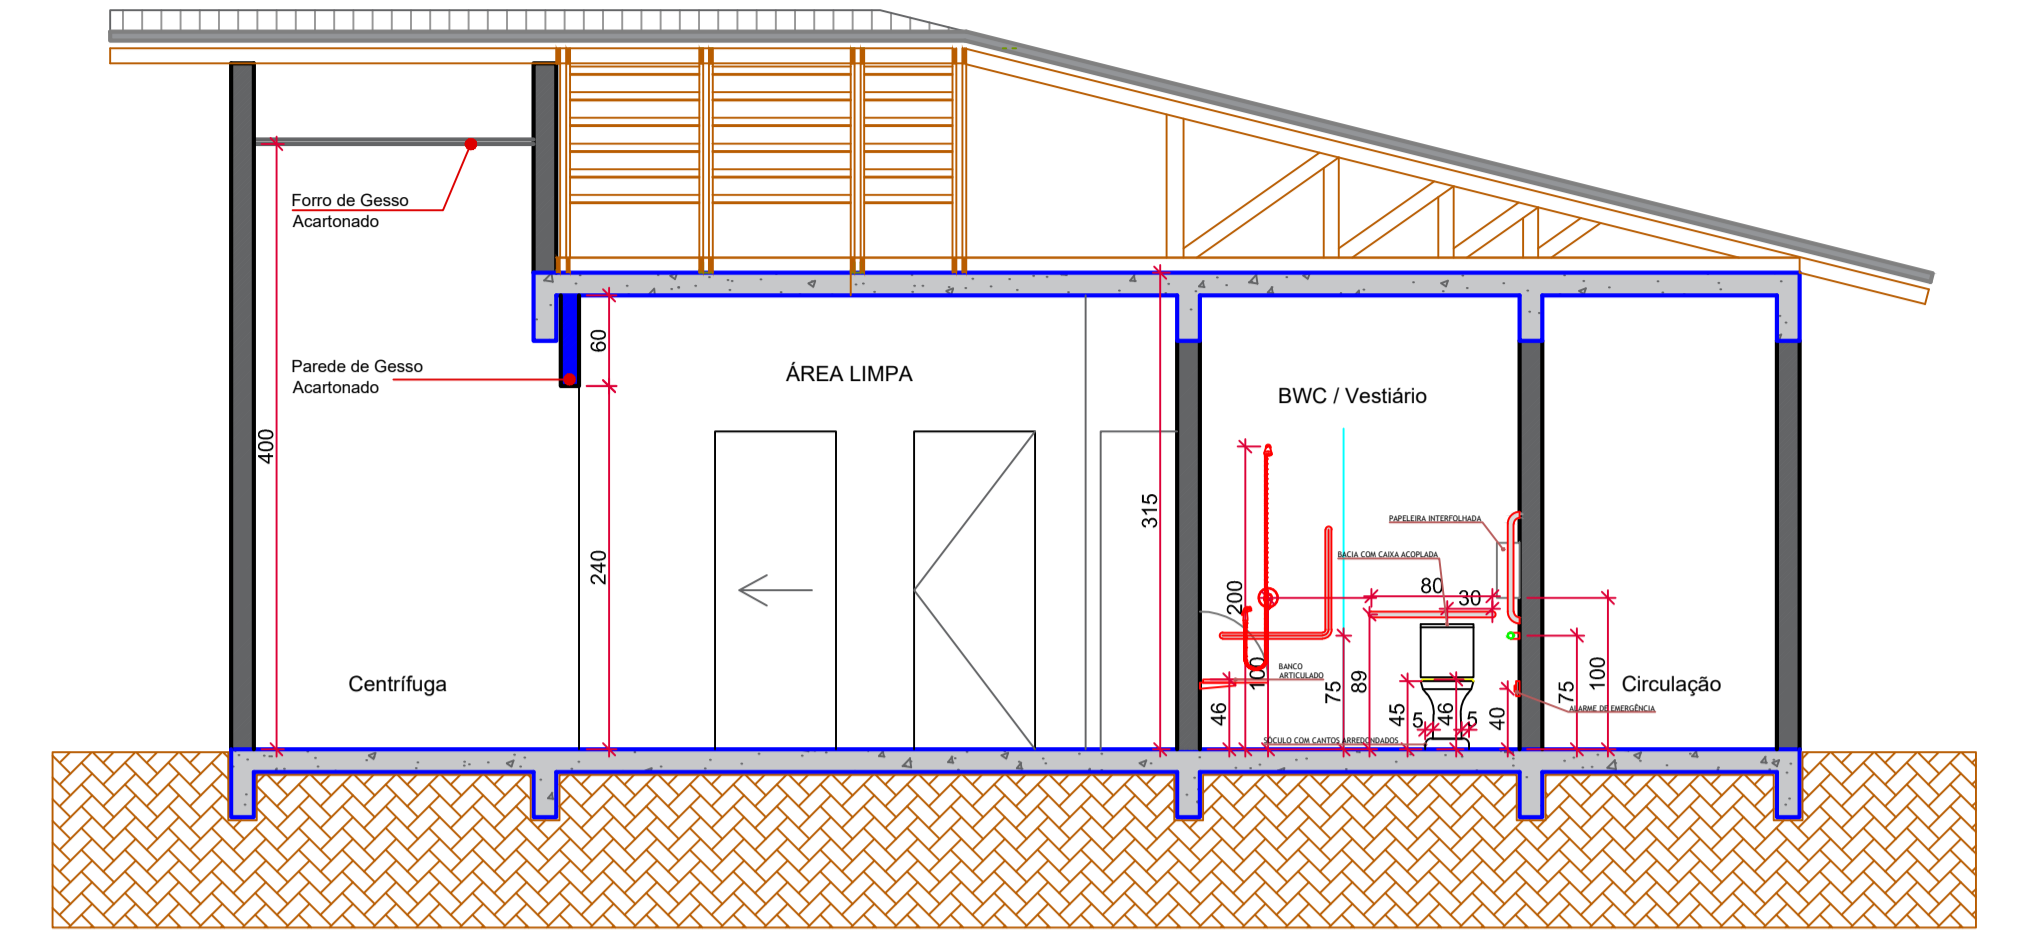 Forro de Gesso
Acartonado
Parede de Gesso
Acartonado
400
60
240
ÁREA LIMPA
Centrífuga
315
BWC / Vestiário
200
100
46
BANCO
ARTICULADO
75
89
PAPELEIRA INTERFOLHADA
BACIA COM CAIXA ACOPLADA
80
30
45
5
46
5
40
SÓCULO COM CANTOS ARREDONDADOS
ALARME DE EMERGÊNCIA
75
100
Circulação